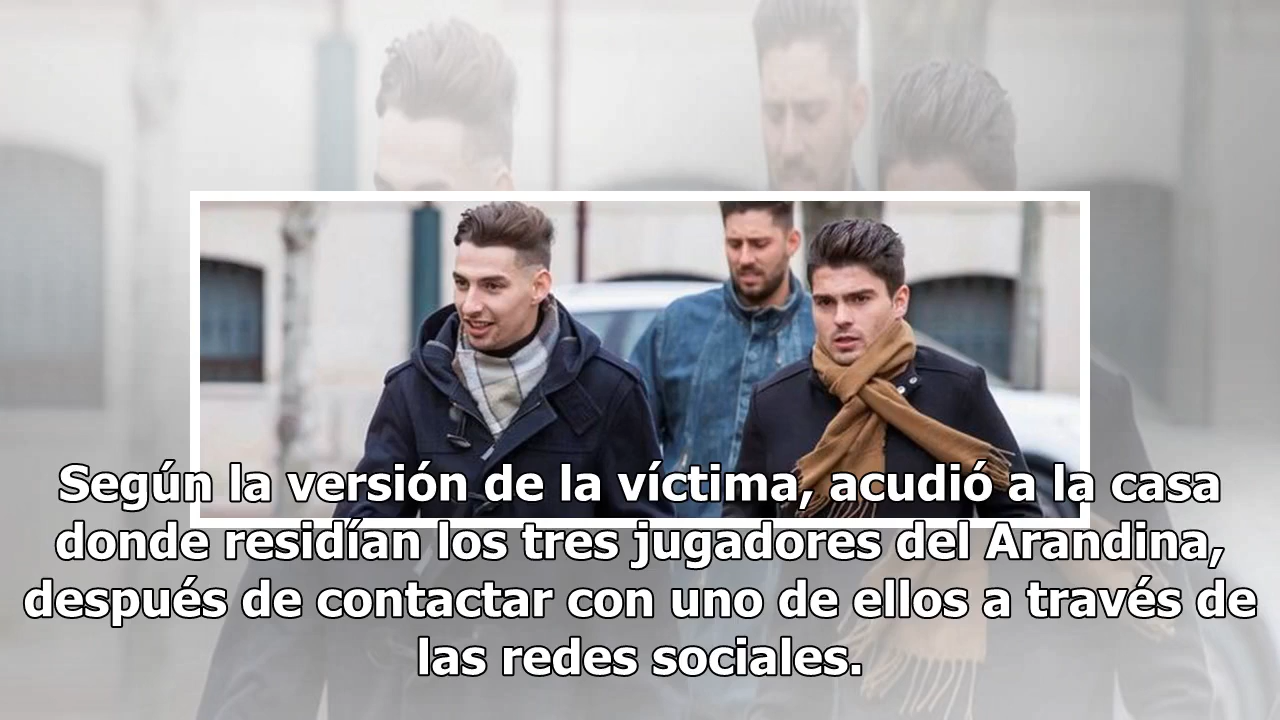 Según la versión de la víctima, acudió a la casa
donde residían los tres jugadores del Arandina,
después de contactar con uno de ellos a través de
las redes sociales.